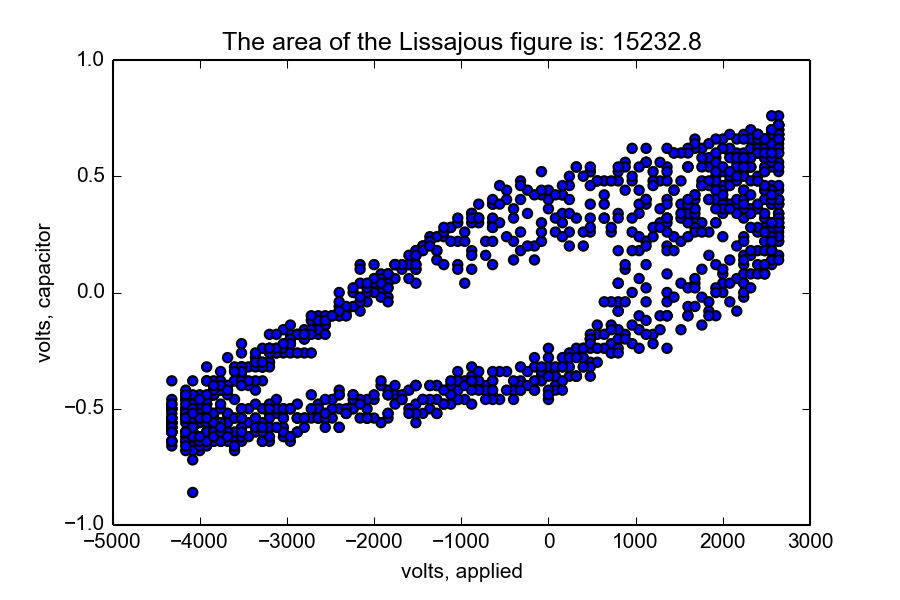 The area of the Lissajous figure is: 15232.8
1.0
0.5
0.0
−0.5
−1.0
volts, capacitor
−5000 −4000 −3000 −2000 −1000 0 1000 2000 3000
volts, applied